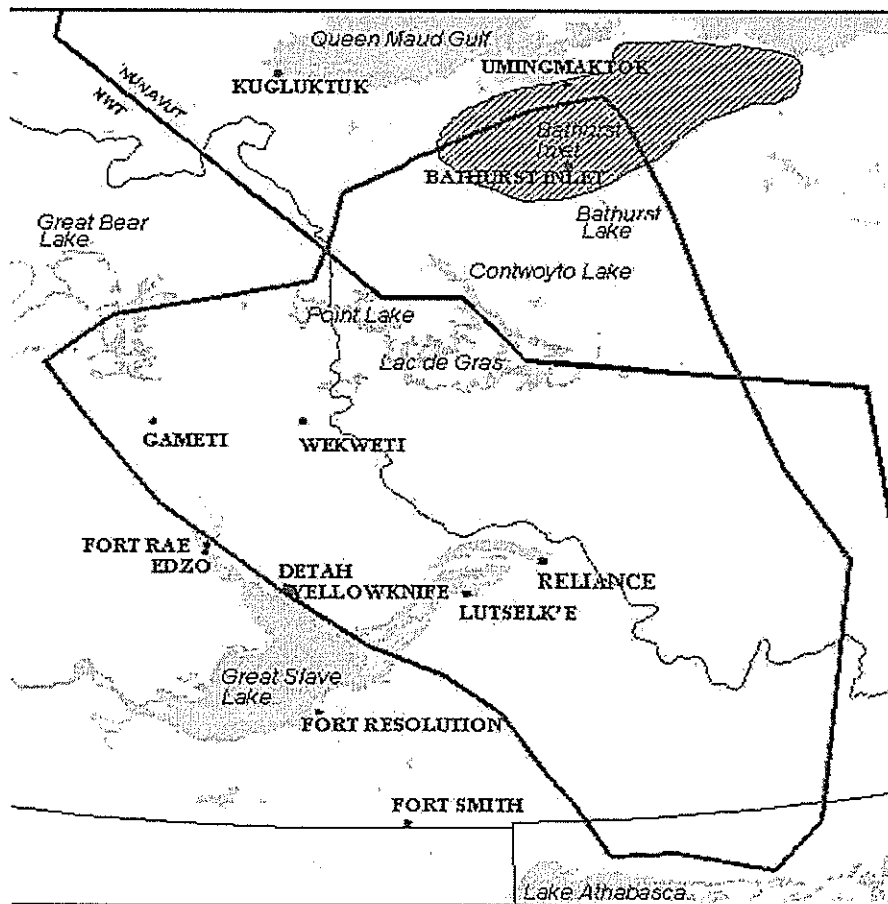 Queen Maud Gulf
KUGLUKTUK
UMINGMAKTOK
NUNAVUT
NWT
Bathurst
Inlet
BATHURST INLET
Bathurst
Lake
Great Bear
Lake
Contwoyto Lake
Point Lake
Lac de Gras
GAMETI
WEKWETI
FORT RAE
EDZO
DETAH
YELLOWKNIFE
RELIANCE
LUTSELK'E
Great Slave
Lake
FORT RESOLUTION
FORT SMITH
Lake Athabasca